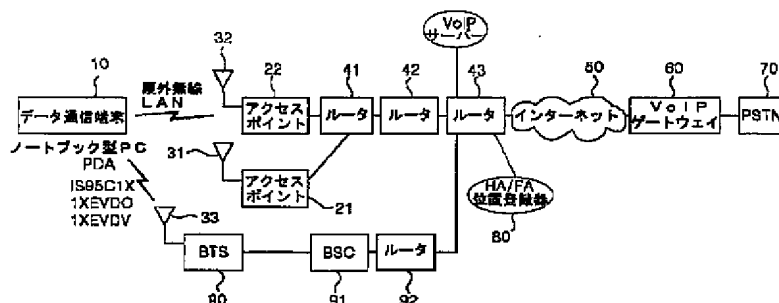 VoIP
サーバー
32
10
22
41
42
43
50
60
70
屋外無線
LAN
データ通信端末
アクセス
ポイント
ルータ
ルータ
ルータ
インターネット
VoIP
ゲートウェイ
PSTN
ノートブック型PC
PDA
IS95C1X
1XEVDO
1XEVDV
31
アクセス
ポイント
21
HA/FA
位置登録器
80
33
BTS
BSC
ルータ
90
91
92